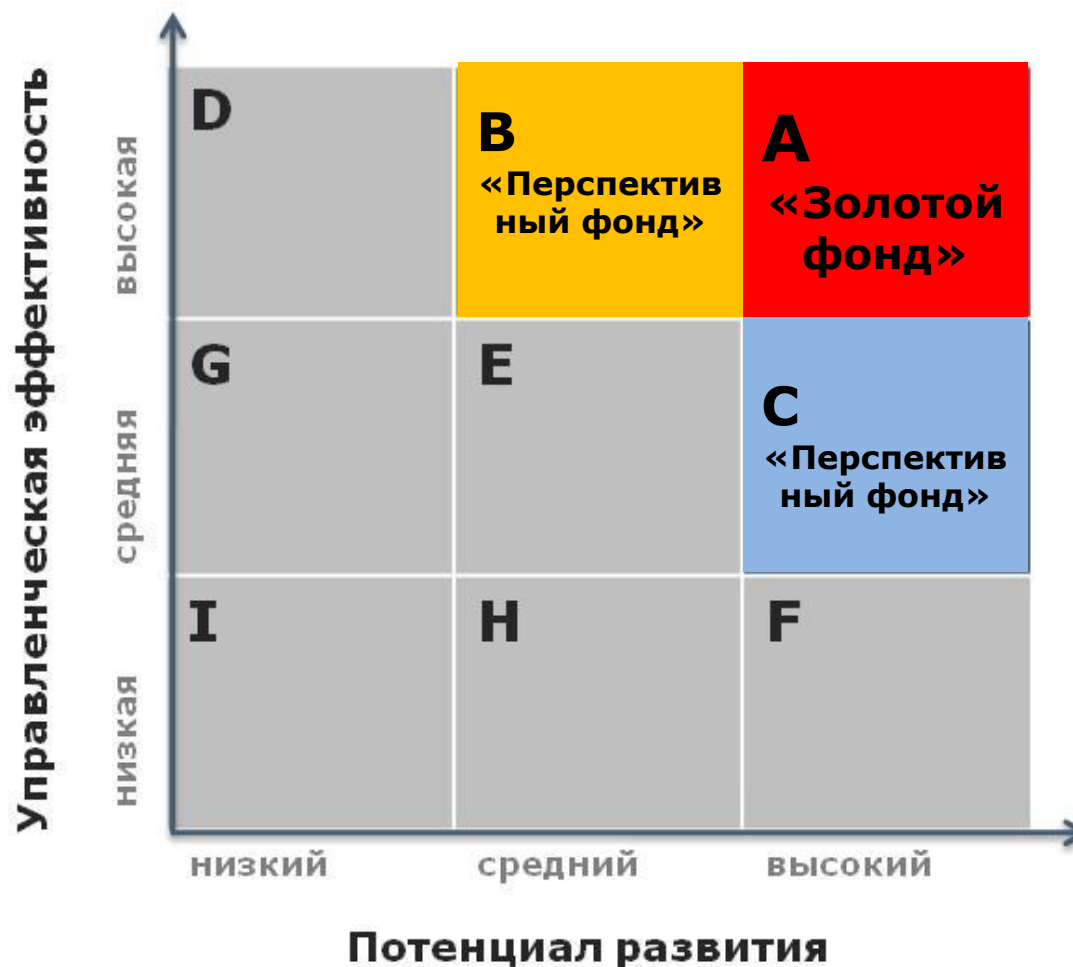 Управленческая эффективность
высокая
средняя
низкая
D
B
«Перспектив
ный фонд»
A
«Золотой
фонд»
G
E
C
«Перспектив
ный фонд»
I
H
F
низкий
средний
высокий
Потенциал развития